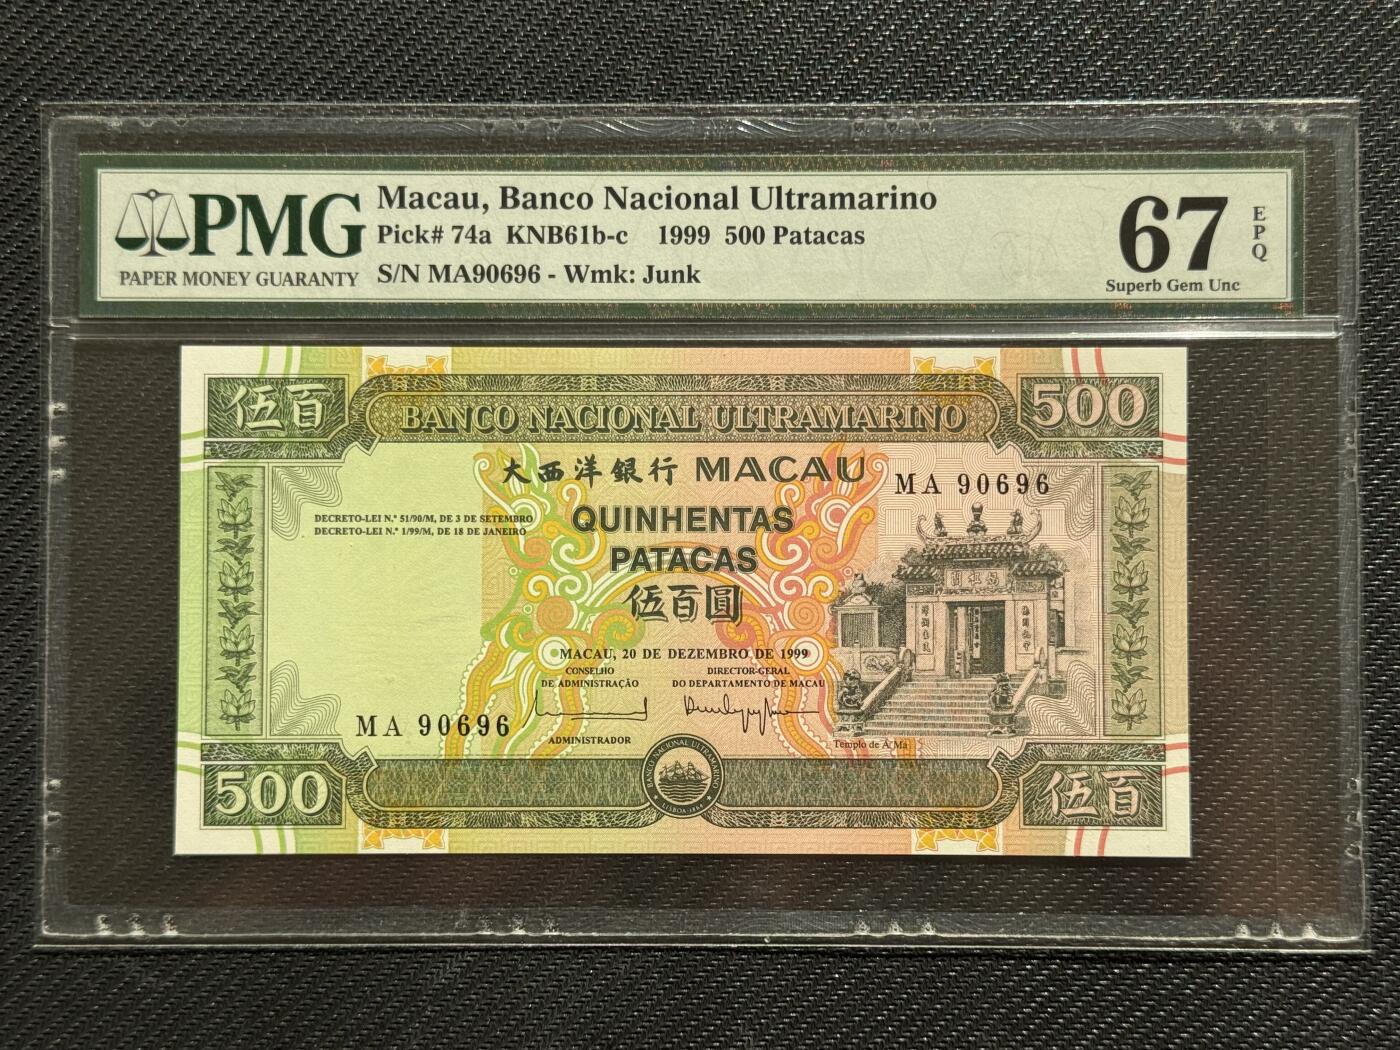 PMG
PAPER MONEY GUARANTY
Macau, Banco Nacional Ultramarino
Pick# 74a KNB61b-c 1999 500 Patacas
S/N MA90696 - Wmk: Junk
67
EPQ
Superb Gem Unc
伍百
BANCO NACIONAL ULTRAMARINO
500
大西洋銀行 MACAU
MA 90696
DECRETO-LEI N.º 51/90/M, DE 3 DE SETEMBRO
DECRETO-LEI N.º 1/99/M, DE 18 DE JANEIRO
QUINHENTAS
PATACAS
伍百圓
MACAU, 20 DE DEZEMBRO DE 1999
CONSELHO
DE ADMINISTRAÇÃO
DIRECTOR-GERAL
DO DEPARTAMENTO DE MACAU
MA 90696
ADMINISTRADOR
Templo de Á Má
BANCO NACIONAL ULTRAMARINO
LISBOA-1864
500
伍百